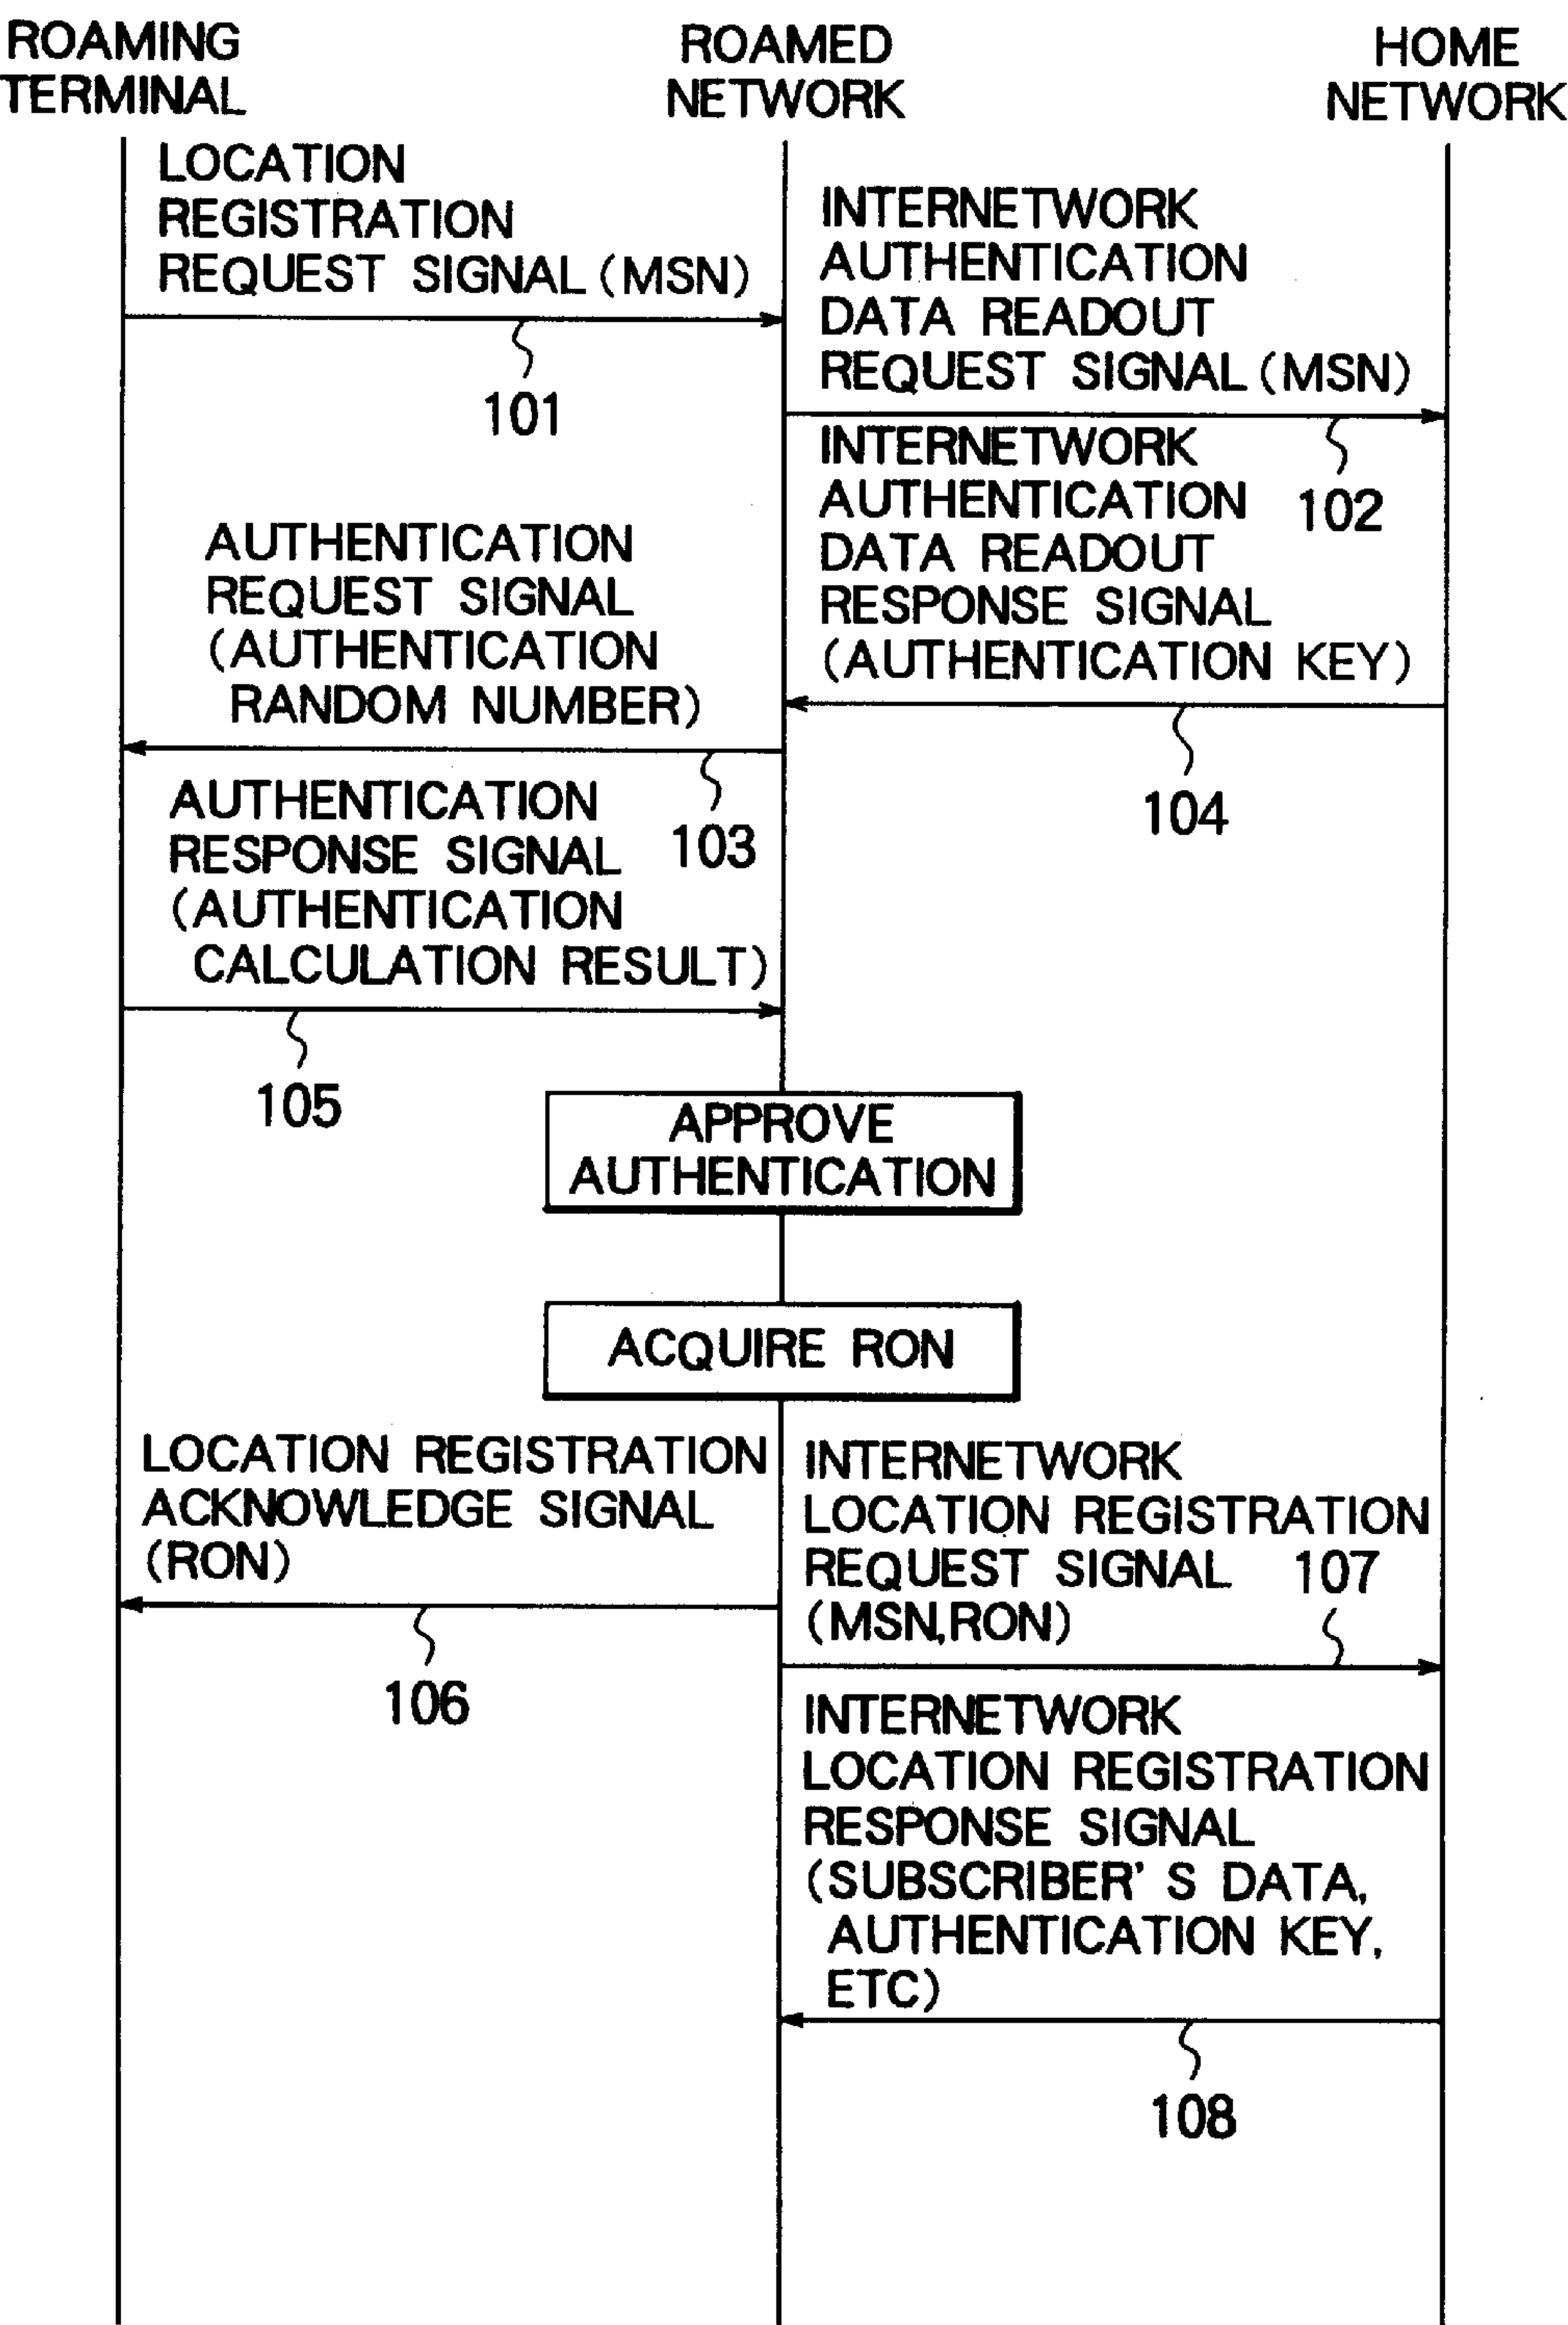 ROAMING
TERMINAL
ROAMED
NETWORK
HOME
NETWORK
LOCATION
REGISTRATION
REQUEST SIGNAL (MSN)
101
INTERNETWORK
AUTHENTICATION
DATA READOUT
REQUEST SIGNAL (MSN)
102
INTERNETWORK
AUTHENTICATION
DATA READOUT
RESPONSE SIGNAL
(AUTHENTICATION KEY)
104
AUTHENTICATION
REQUEST SIGNAL
(AUTHENTICATION
RANDOM NUMBER)
103
AUTHENTICATION
RESPONSE SIGNAL
(AUTHENTICATION
CALCULATION RESULT)
105
APPROVE
AUTHENTICATION
ACQUIRE RON
LOCATION REGISTRATION
ACKNOWLEDGE SIGNAL
(RON)
106
INTERNETWORK
LOCATION REGISTRATION
REQUEST SIGNAL 107
(MSN,RON)
INTERNETWORK
LOCATION REGISTRATION
RESPONSE SIGNAL
(SUBSCRIBER' S DATA,
AUTHENTICATION KEY,
ETC)
108